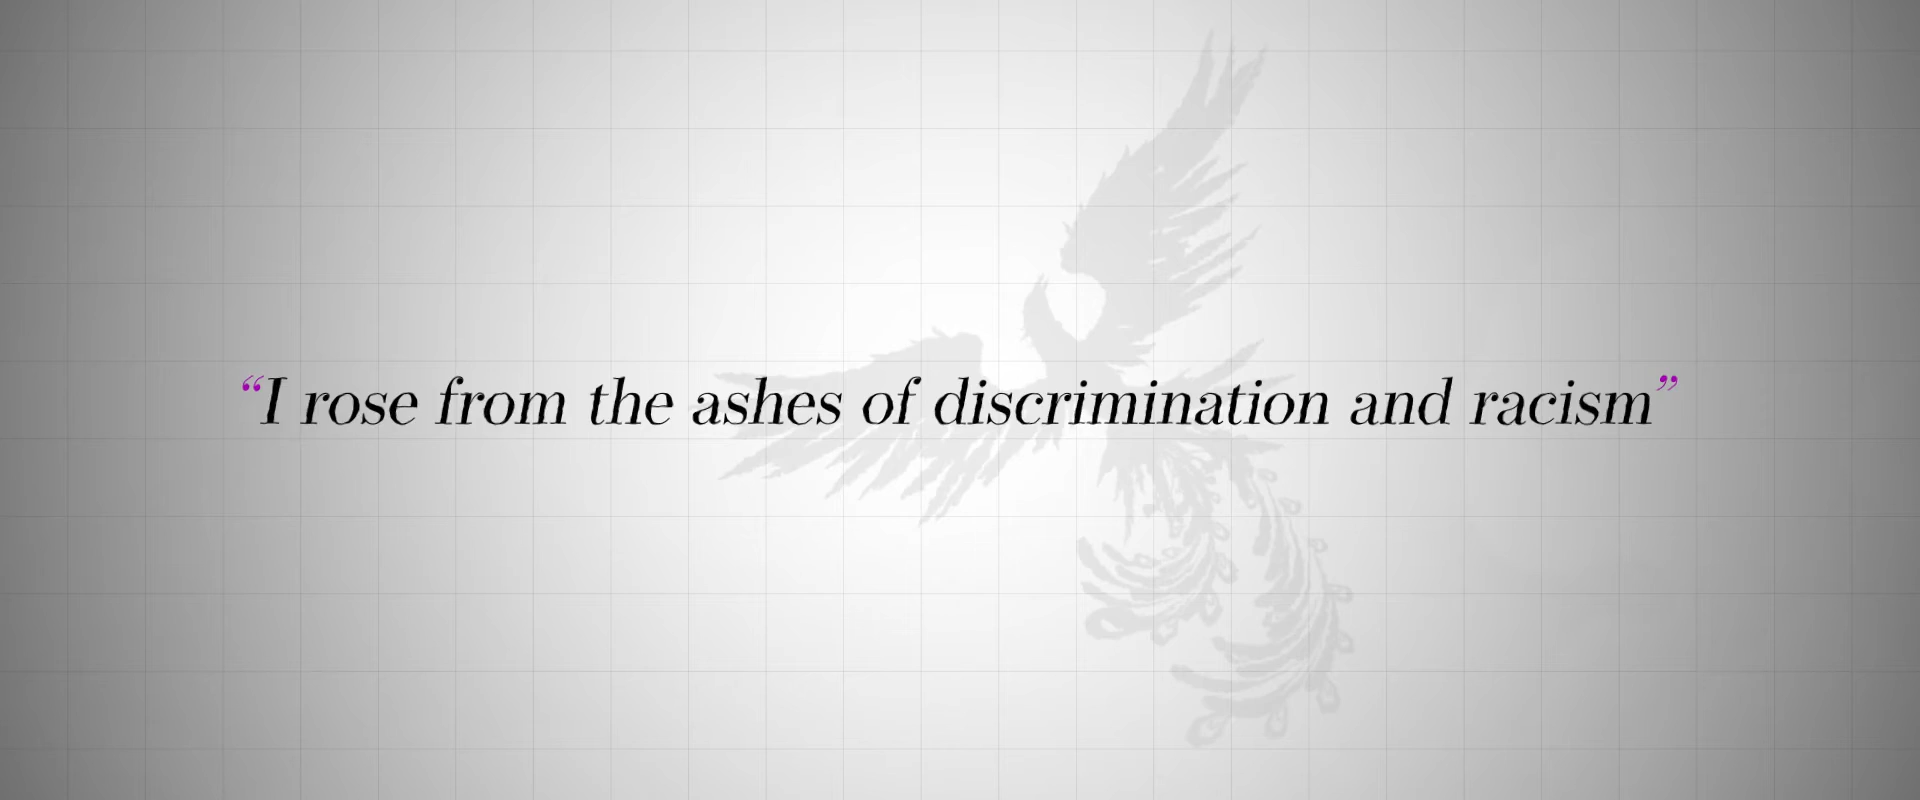 “I rose from the ashes of discrimination and racism”